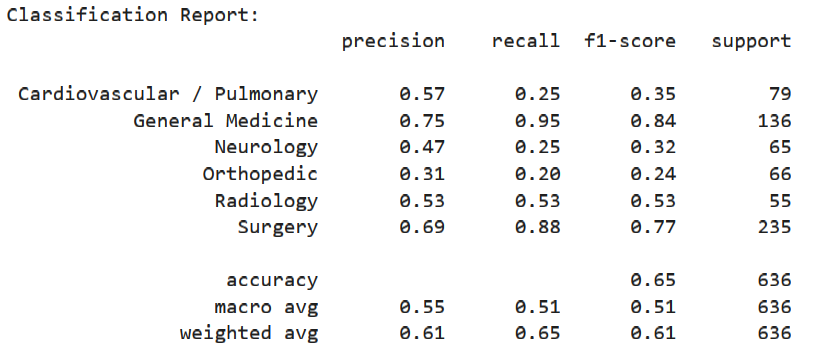 Classification Report:
precision recall f1-score support
Cardiovascular / Pulmonary 0.57 0.25 0.35 79
General Medicine 0.75 0.95 0.84 136
Neurology 0.47 0.25 0.32 65
Orthopedic 0.31 0.20 0.24 66
Radiology 0.53 0.53 0.53 55
Surgery 0.69 0.88 0.77 235
accuracy 0.65 636
macro avg 0.55 0.51 0.51 636
weighted avg 0.61 0.65 0.61 636